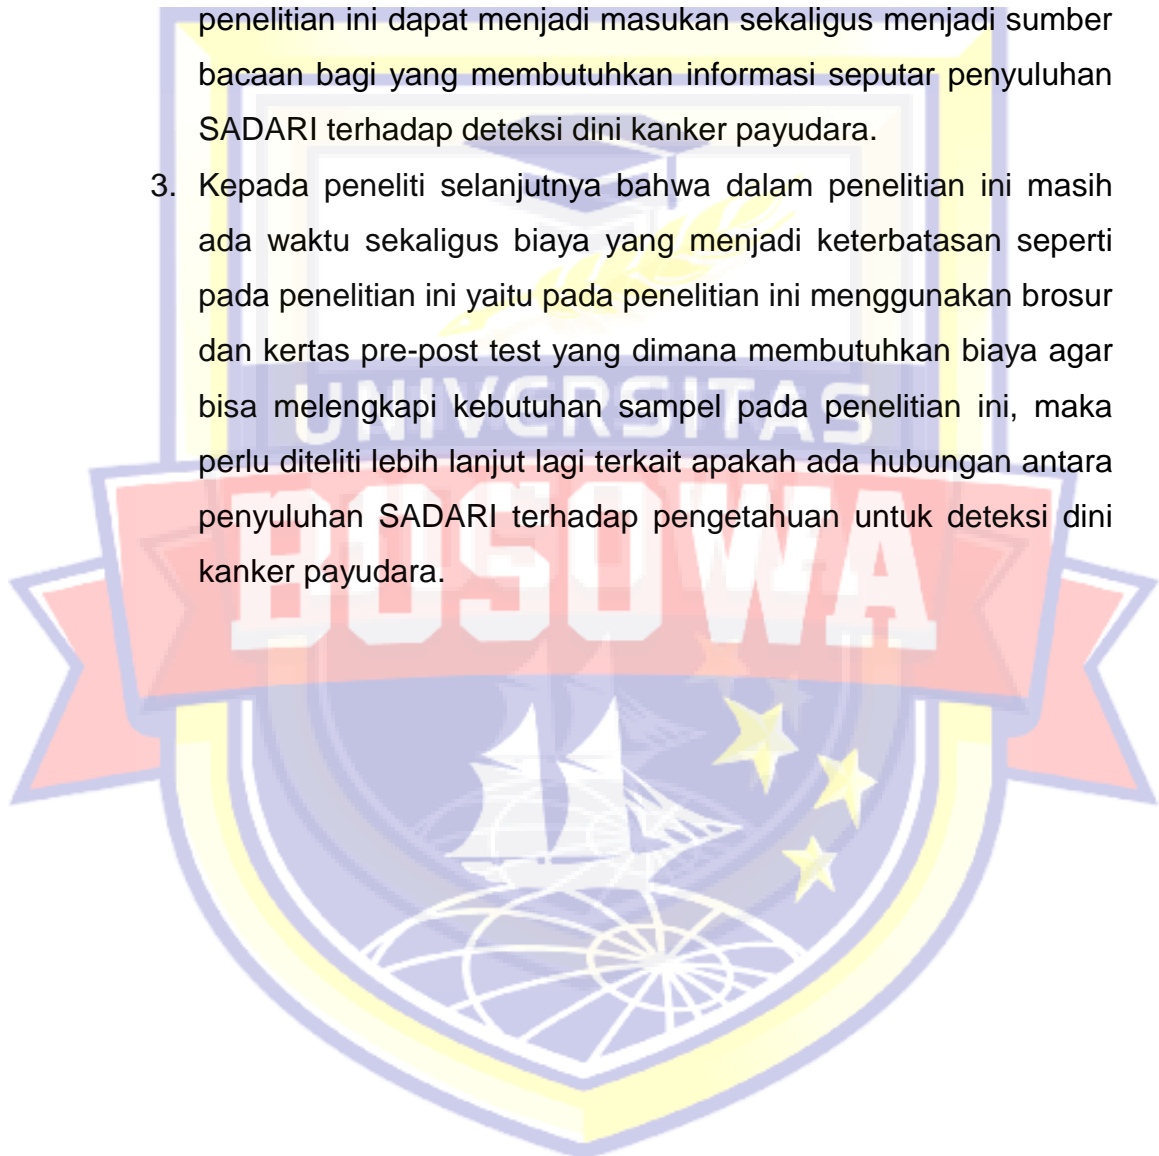 penelitian ini dapat menjadi masukan sekaligus menjadi sumber
bacaan bagi yang membutuhkan informasi seputar penyuluhan
SADARI terhadap deteksi dini kanker payudara.
3. Kepada peneliti selanjutnya bahwa dalam penelitian ini masih
ada waktu sekaligus biaya yang menjadi keterbatasan seperti
pada penelitian ini yaitu pada penelitian ini menggunakan brosur
dan kertas pre-post test yang dimana membutuhkan biaya agar
bisa melengkapi kebutuhan sampel pada penelitian ini, maka
perlu diteliti lebih lanjut lagi terkait apakah ada hubungan antara
penyuluhan SADARI terhadap pengetahuan untuk deteksi dini
kanker payudara.
UNIVERSITAS
BOSOWA